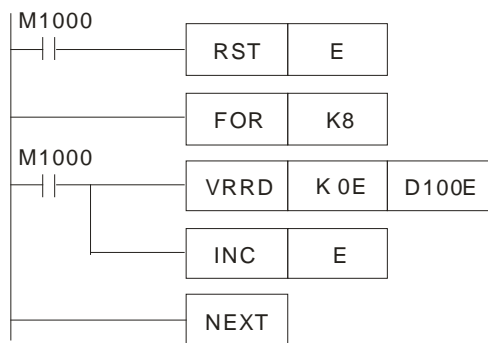 M1000
RST E
FOR K8
M1000
VRRD K 0E D100E
INC E
NEXT